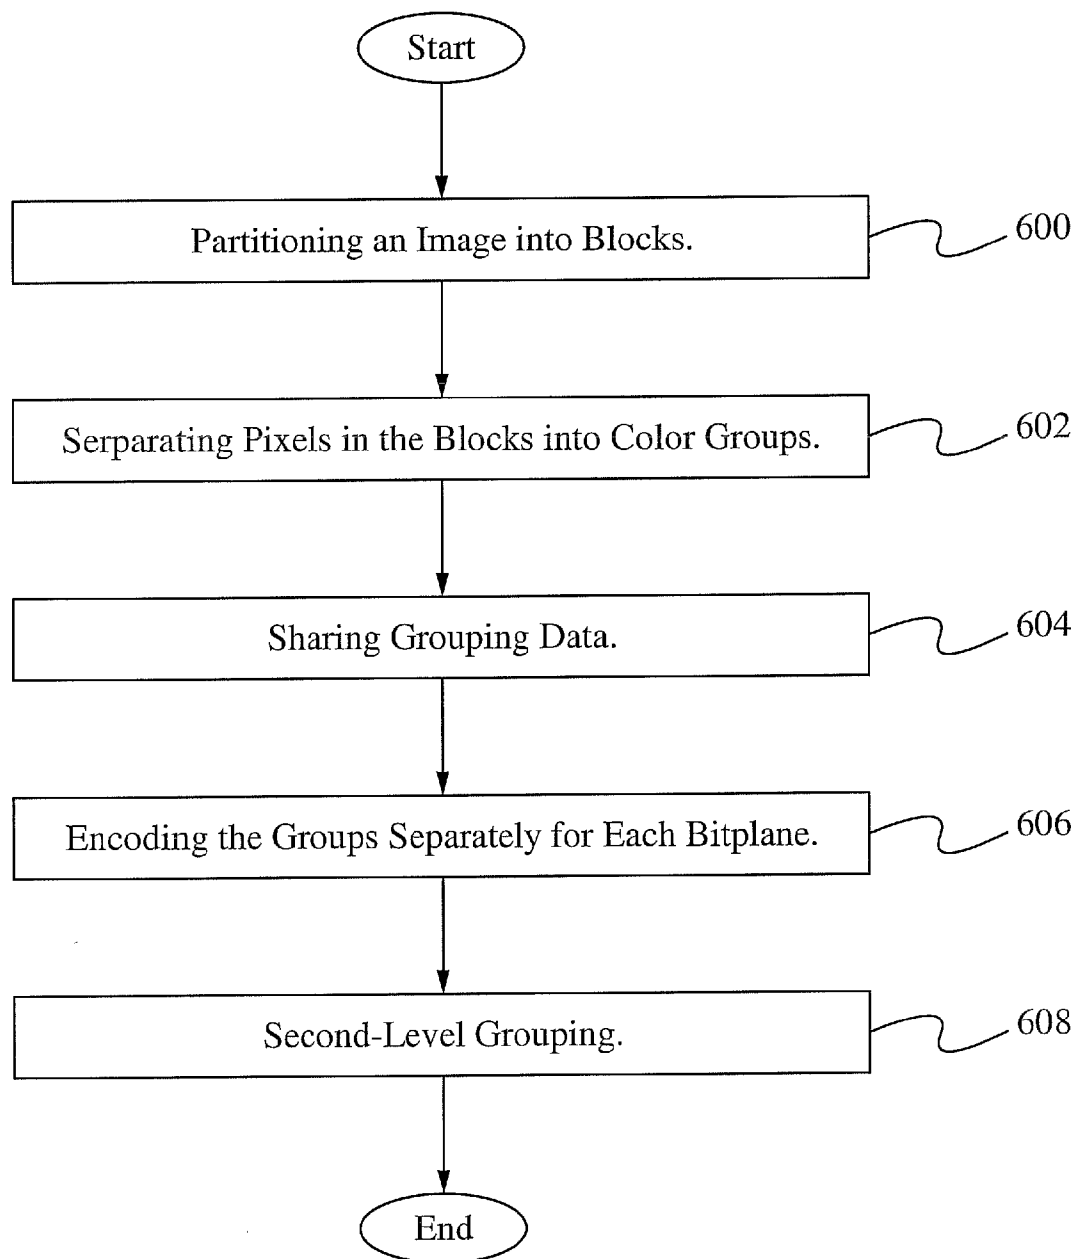 Start
Partitioning an Image into Blocks.
600
Serparating Pixels in the Blocks into Color Groups.
602
Sharing Grouping Data.
604
Encoding the Groups Separately for Each Bitplane.
606
Second-Level Grouping.
608
End